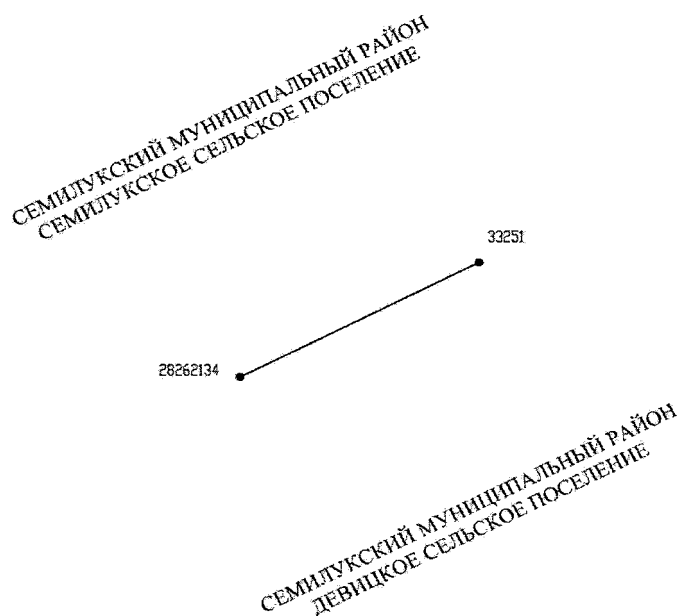 СЕМИЛУКСКИЙ МУНИЦИПАЛЬНЫЙ РАЙОН
СЕМИЛУКСКОЕ СЕЛЬСКОЕ ПОСЕЛЕНИЕ
33251
28262134
СЕМИЛУКСКИЙ МУНИЦИПАЛЬНЫЙ РАЙОН
ДЕВИЦКОЕ СЕЛЬСКОЕ ПОСЕЛЕНИЕ